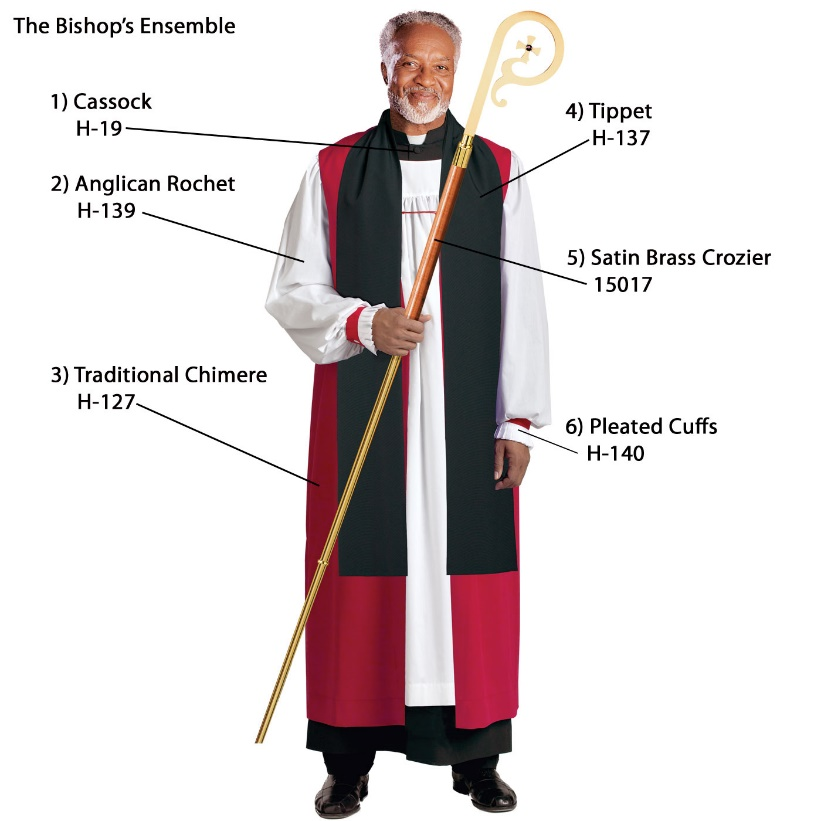 The Bishop's Ensemble
1) Cassock
H-19
2) Anglican Rochet
H-139
3) Traditional Chimere
H-127
4) Tippet
H-137
5) Satin Brass Crozier
15017
6) Pleated Cuffs
H-140